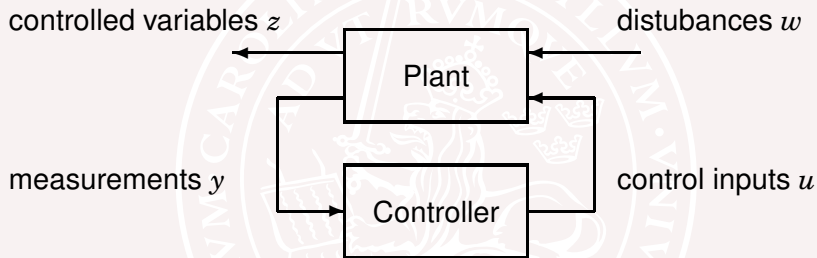 controlled variables z
distubances w
Plant
measurements y
control inputs u
Controller